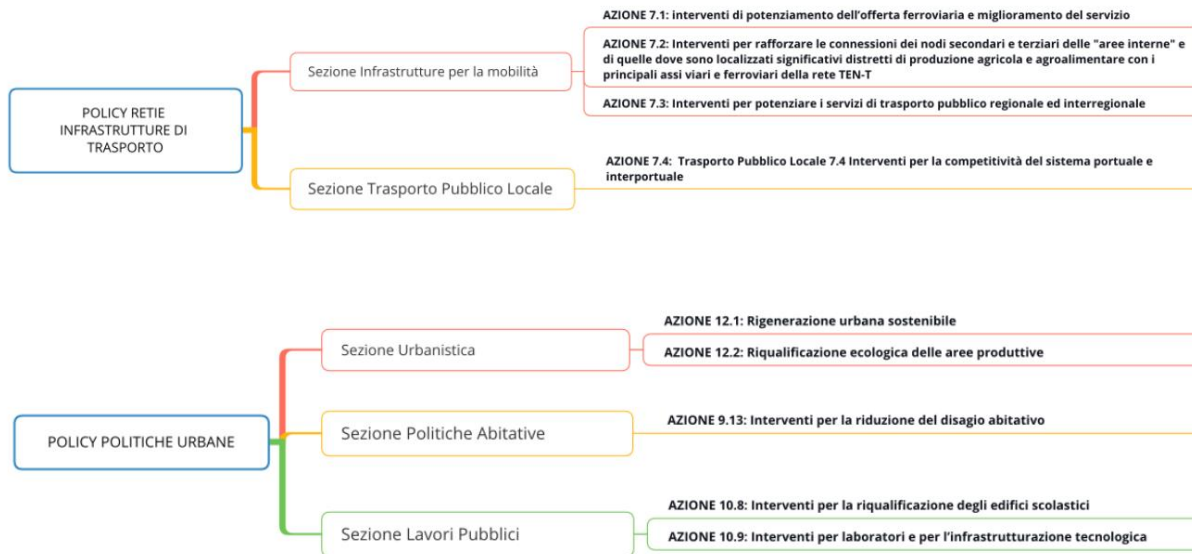 AZIONE 7.1: interventi di potenziamento dell'offerta ferroviaria e miglioramento del servizio
AZIONE 7.2: Interventi per rafforzare le connessioni dei nodi secondari e terziari delle "aree interne" e
di quelle dove sono localizzati significativi distretti di produzione agricola e agroalimentare con i
principali assi viari e ferroviari della rete TEN-T
Sezione Infrastrutture per la mobilità
AZIONE 7.3: Interventi per potenziare i servizi di trasporto pubblico regionale ed interregionale
POLICY RETIE
INFRASTRUTTURE DI
TRASPORTO
AZIONE 7.4: Trasporto Pubblico Locale 7.4 Interventi per la competitività del sistema portuale e
interportuale
Sezione Trasporto Pubblico Locale
AZIONE 12.1: Rigenerazione urbana sostenibile
Sezione Urbanistica
AZIONE 12.2: Riqualificazione ecologica delle aree produttive
POLICY POLITICHE URBANE
Sezione Politiche Abitative
AZIONE 9.13: Interventi per la riduzione del disagio abitativo
AZIONE 10.8: Interventi per la riqualificazione degli edifici scolastici
Sezione Lavori Pubblici
AZIONE 10.9: Interventi per laboratori e per l'infrastrutturazione tecnologica